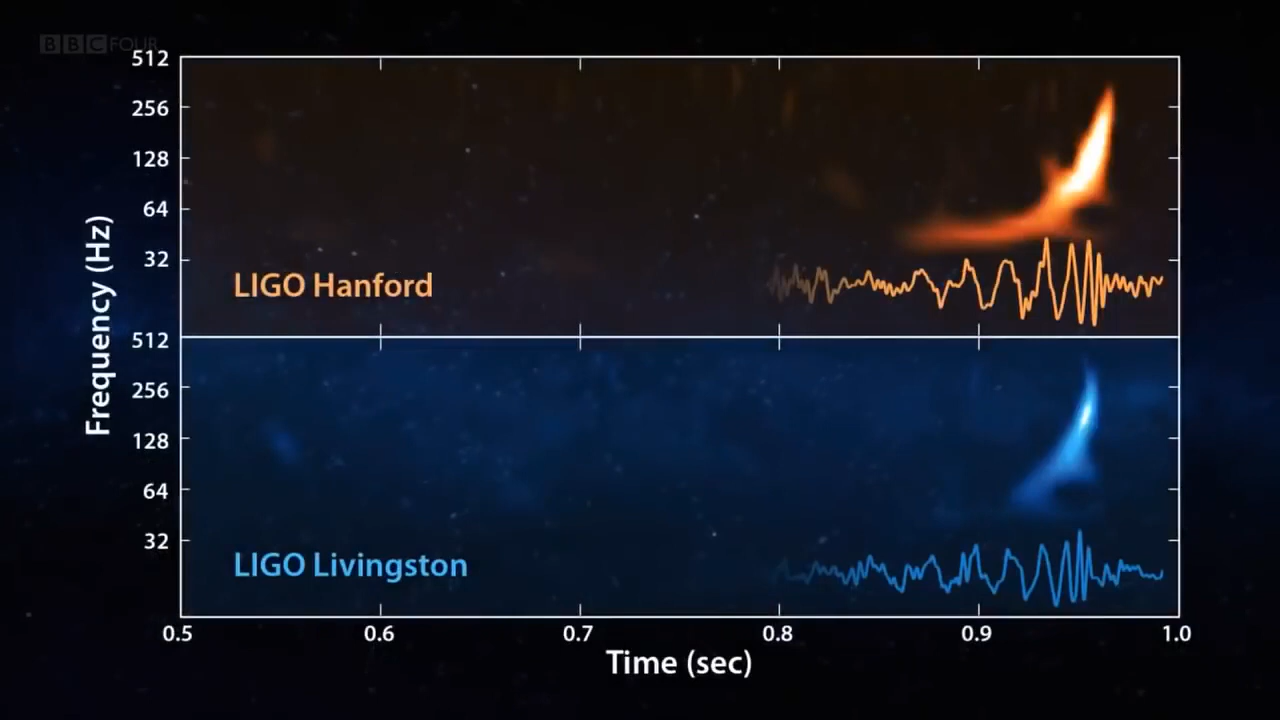 BBC FOUR
512
256
128
64
32
LIGO Hanford
512
256
128
64
32
LIGO Livingston
Frequency (Hz)
0.5 0.6 0.7 0.8 0.9 1.0
Time (sec)